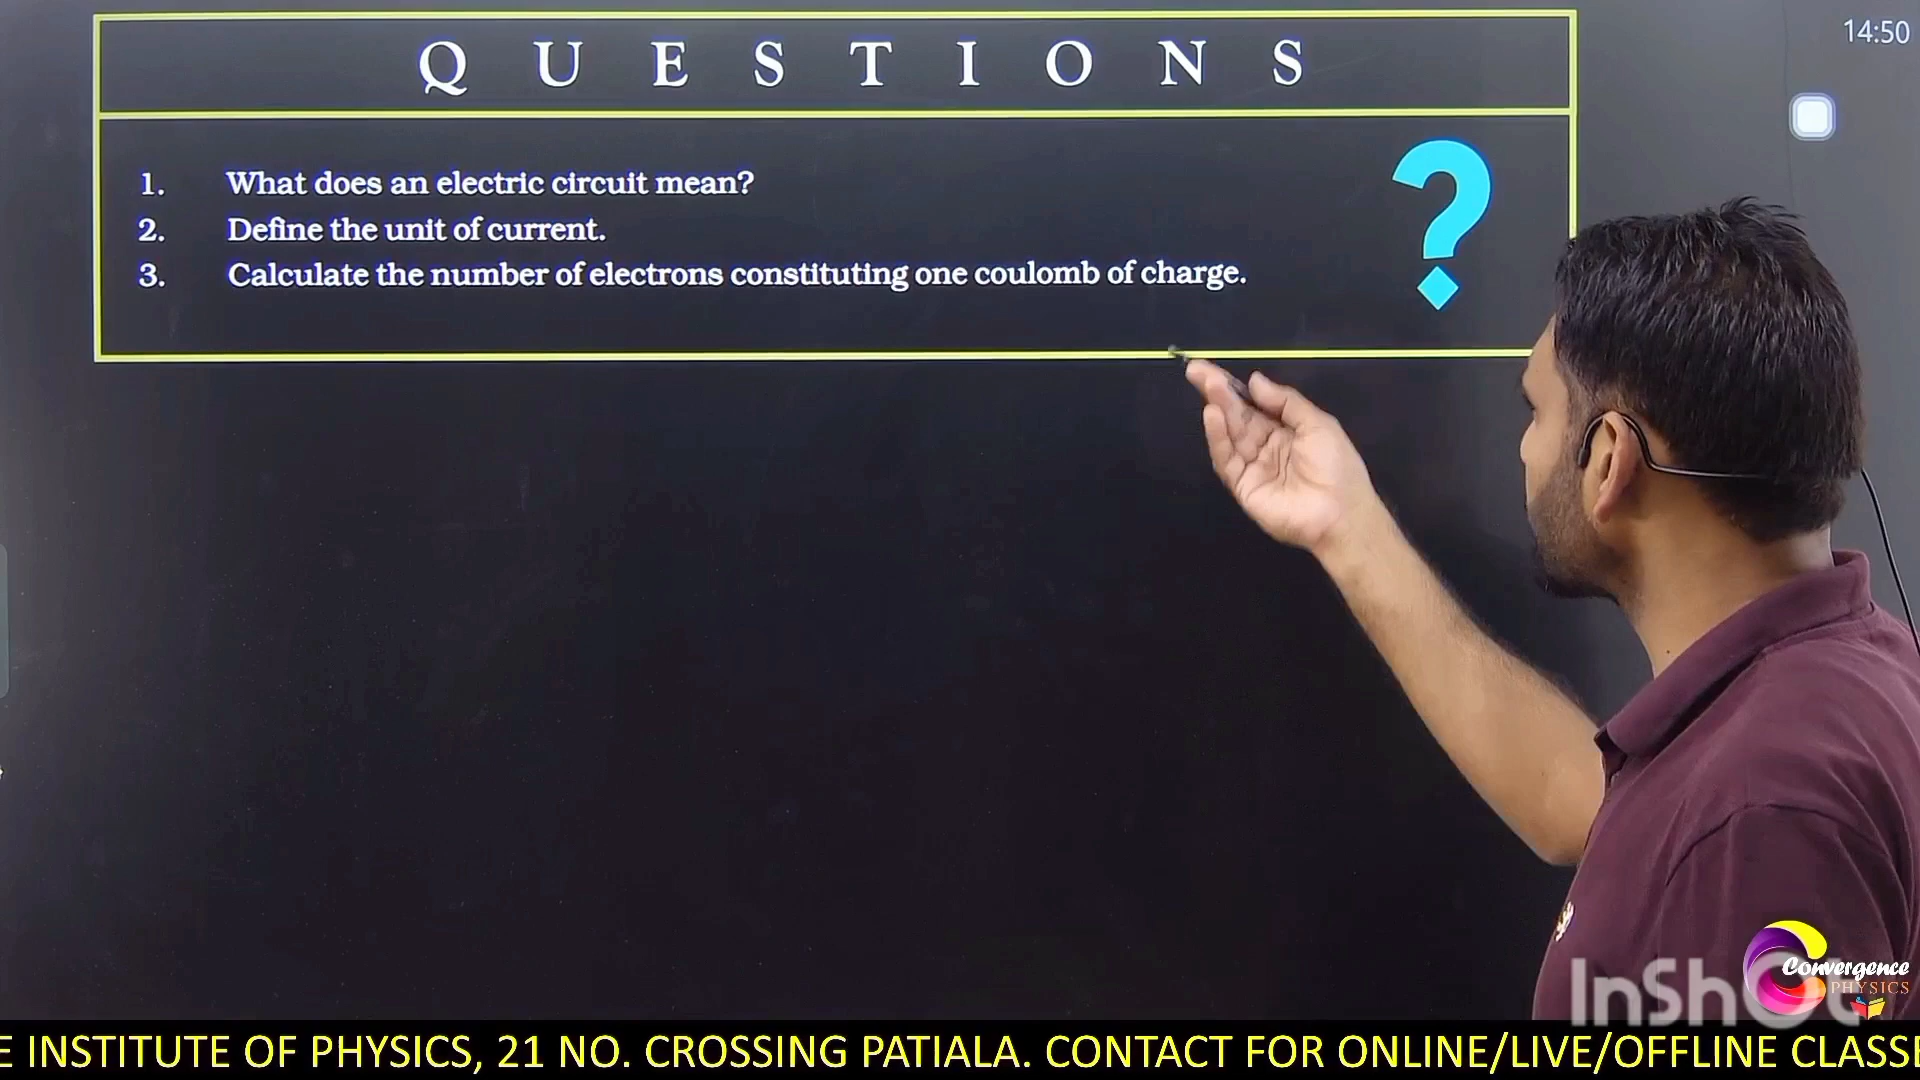 QUESTIONS
14:50
1. What does an electric circuit mean?
2. Define the unit of current.
3. Calculate the number of electrons constituting one coulomb of charge.
?
InShOt
Convergence
PHYSICS
E INSTITUTE OF PHYSICS, 21 NO. CROSSING PATIALA. CONTACT FOR ONLINE/LIVE/OFFLINE CLASSE